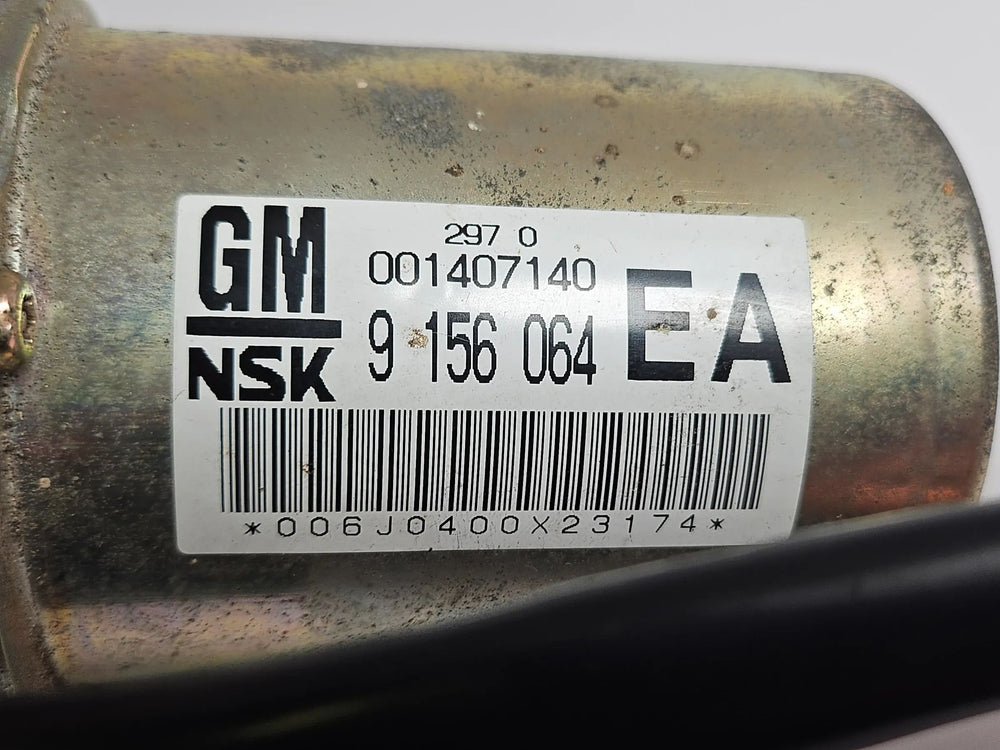 GM
NSK
297 0
001407140
9 156 064
EA
*006J0400X23174*